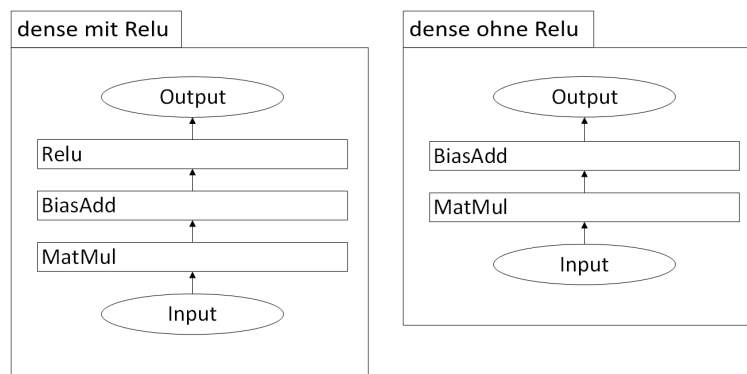 dense mit Relu
Output
Relu
BiasAdd
MatMul
Input
dense ohne Relu
Output
BiasAdd
MatMul
Input